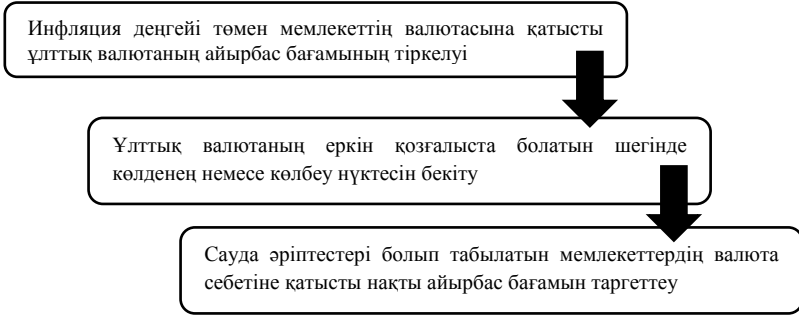 Инфляция деңгейі төмен мемлекеттің валютасына қатысты
ұлттық валютаның айырбас бағамының тіркелуі
Ұлттық валютаның еркін қозғалыста болатын шегінде
көлденең немесе көлбеу нүктесін бекіту
Сауда әріптестері болып табылатын мемлекеттердің валюта
себетіне қатысты нақты айырбас бағамын таргеттеу